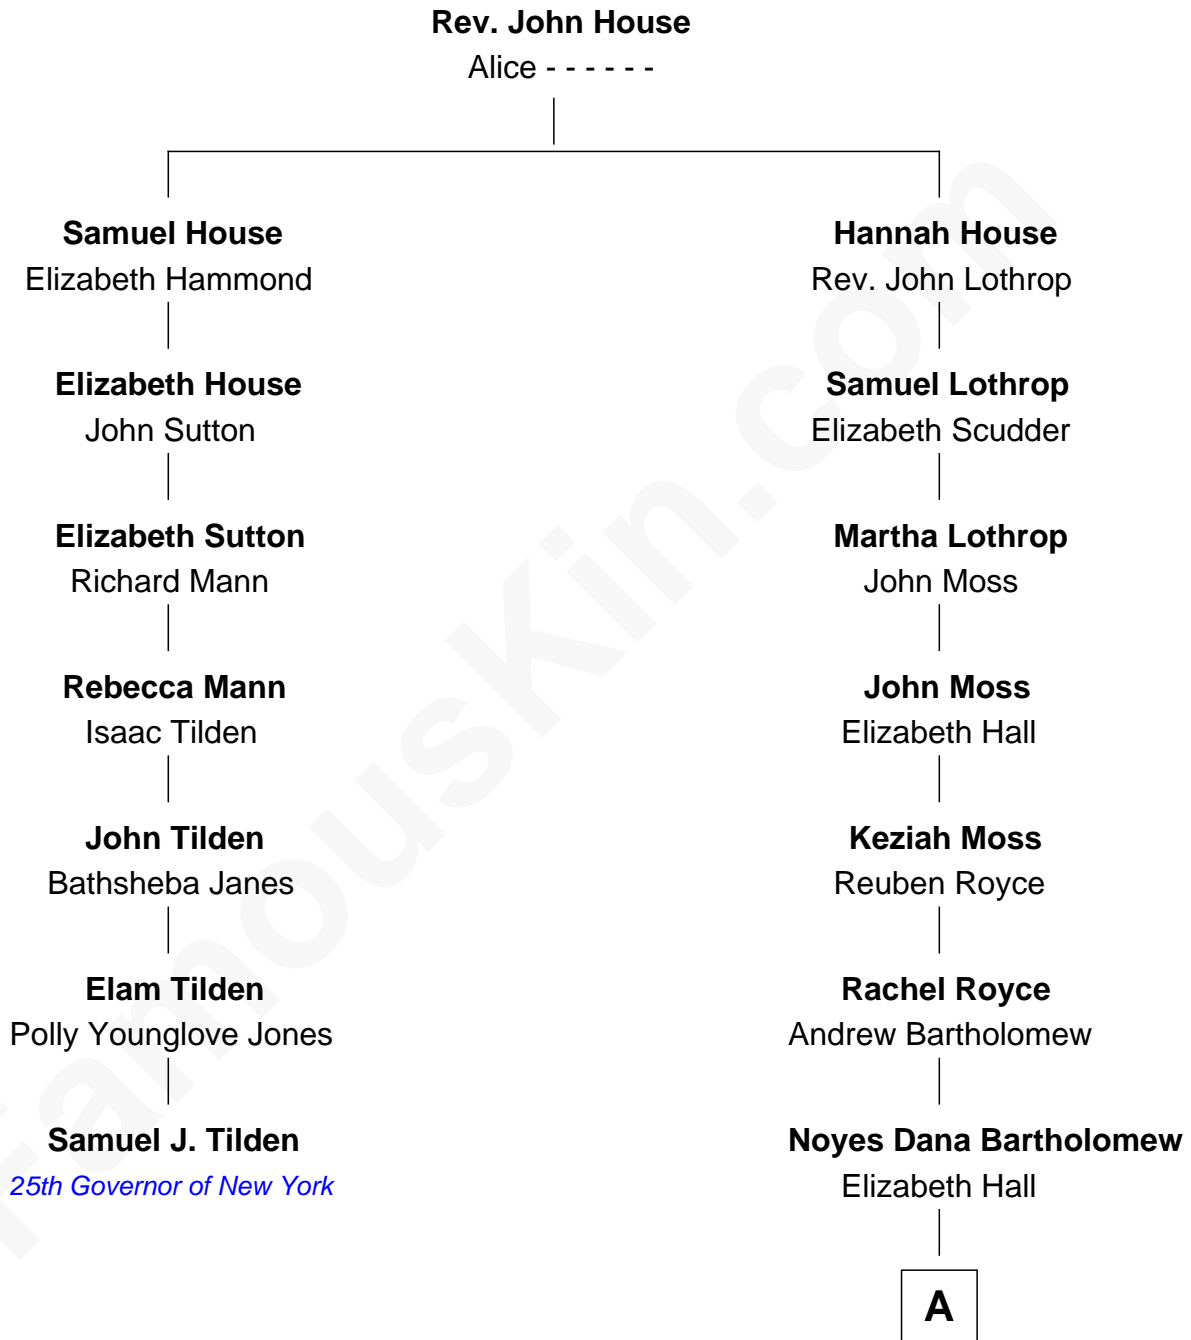 Rev. John House
Alice - - - - - -
Samuel House
Elizabeth Hammond
Hannah House
Rev. John Lothrop
Elizabeth House
John Sutton
Samuel Lothrop
Elizabeth Scudder
Elizabeth Sutton
Richard Mann
Martha Lothrop
John Moss
Rebecca Mann
Isaac Tilden
John Moss
Elizabeth Hall
John Tilden
Bathsheba Janes
Keziah Moss
Reuben Royce
Elam Tilden
Polly Younglove Jones
Rachel Royce
Andrew Bartholomew
Samuel J. Tilden
25th Governor of New York
Noyes Dana Bartholomew
Elizabeth Hall
A
FamousKin.com